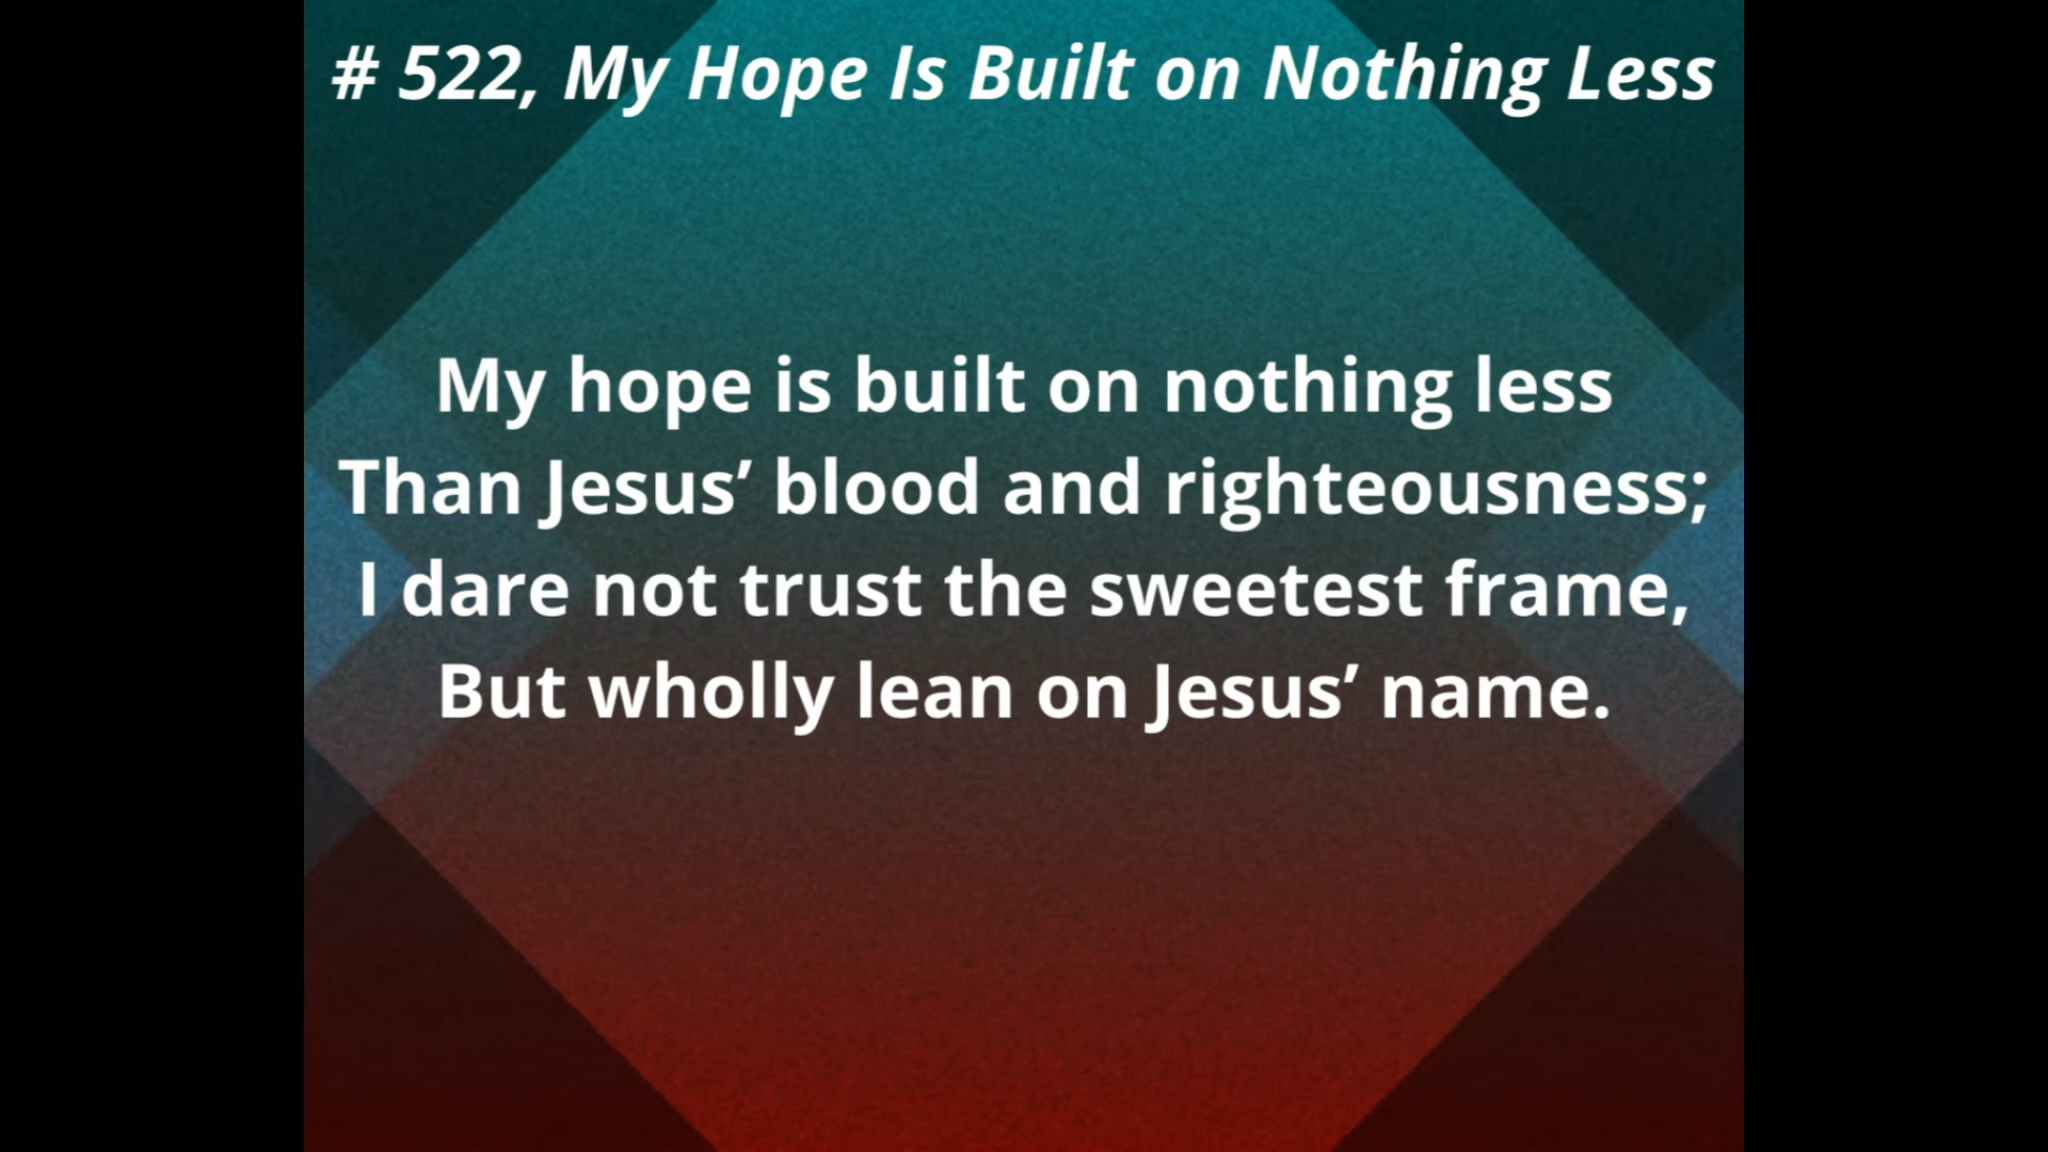 # 522, My Hope Is Built on Nothing Less
My hope is built on nothing less
Than Jesus’ blood and righteousness;
I dare not trust the sweetest frame,
But wholly lean on Jesus’ name.